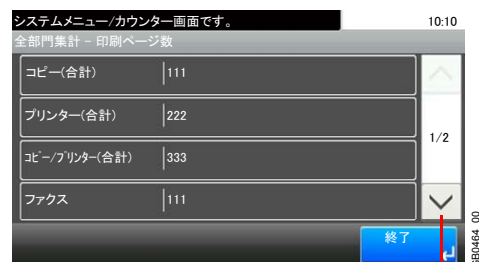 システムメニュー/カウンター画面です。 10:10
全部門集計 − 印刷ページ数
コピー(合計) 111
プリンター(合計) 222
1/2
ｺﾋﾟｰ/ﾌﾟﾘﾝﾀｰ(合計) 333
ファクス 111
終了